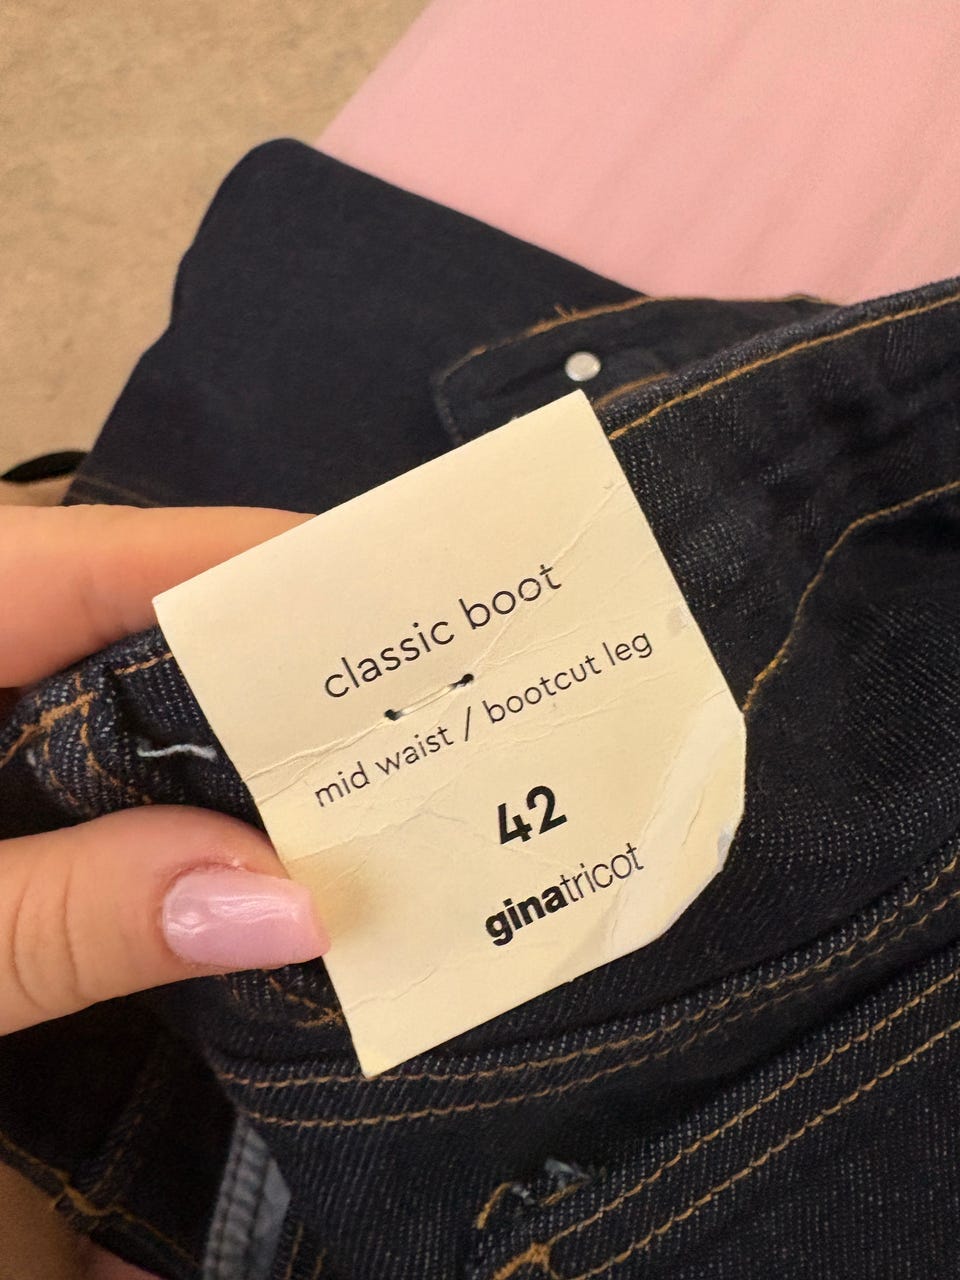 classic boot
mid waist / bootcut leg
42
ginatricot